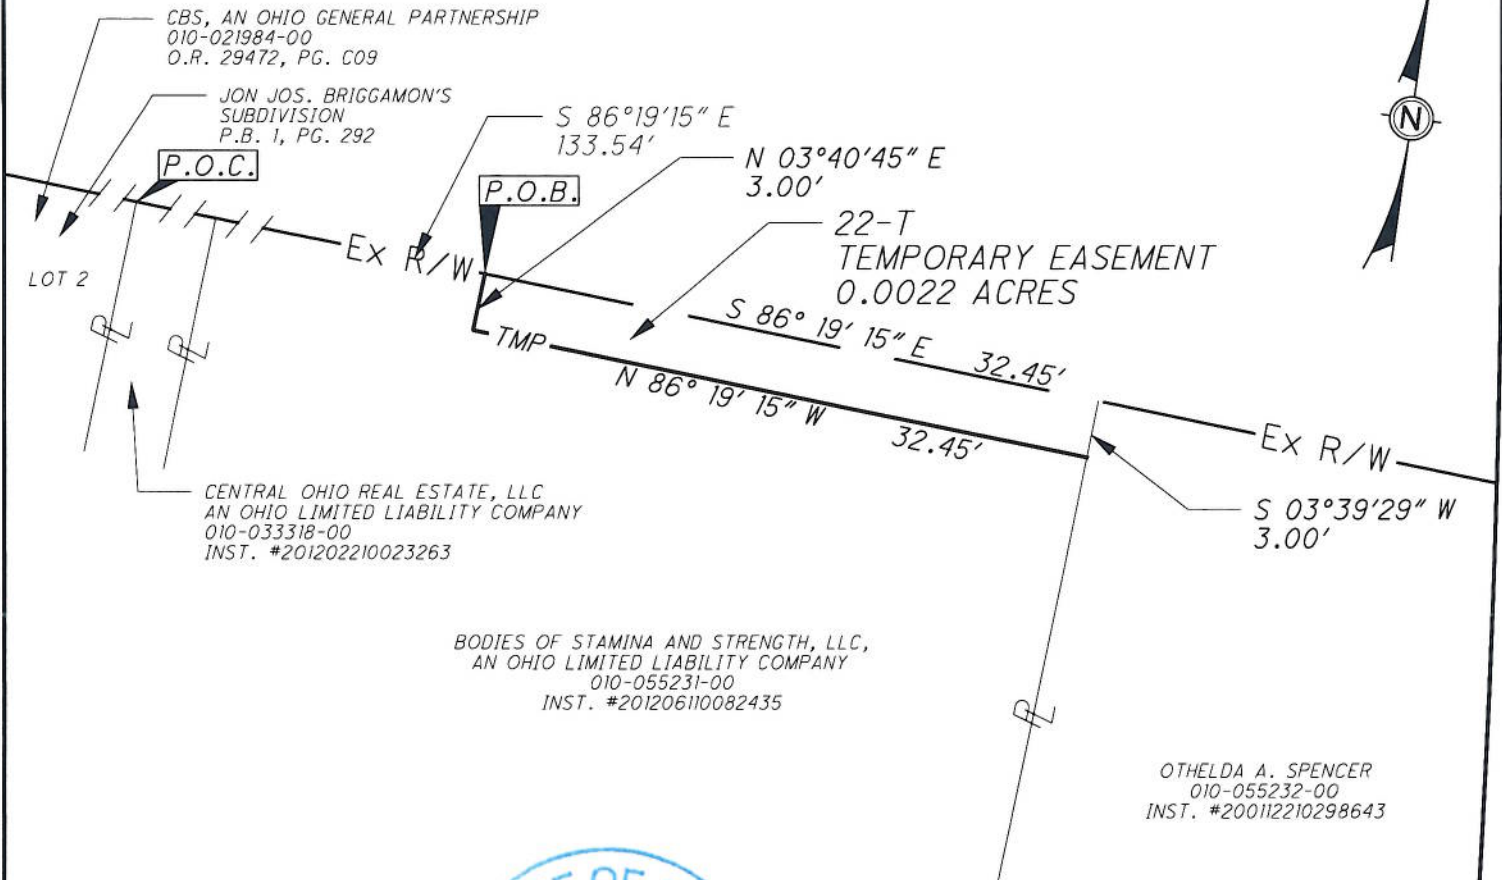 CBS, AN OHIO GENERAL PARTNERSHIP
010-021984-00
O.R. 29472, PG. C09
JON JOS. BRIGGAMON'S
SUBDIVISION
P.B. 1, PG. 292
P.O.C.
S 86°19'15" E
133.54'
P.O.B.
N 03°40'45" E
3.00'
N
22-T
TEMPORARY EASEMENT
0.0022 ACRES
Ex R/W
LOT 2
PL
PL
TMP
S 86° 19' 15" E 32.45'
N 86° 19' 15" W 32.45'
Ex R/W
S 03°39'29" W
3.00'
CENTRAL OHIO REAL ESTATE, LLC
AN OHIO LIMITED LIABILITY COMPANY
010-033318-00
INST. #201202210023263
BODIES OF STAMINA AND STRENGTH, LLC,
AN OHIO LIMITED LIABILITY COMPANY
010-055231-00
INST. #201206110082435
PL
OTHELDA A. SPENCER
010-055232-00
INST. #200112210298643
OF